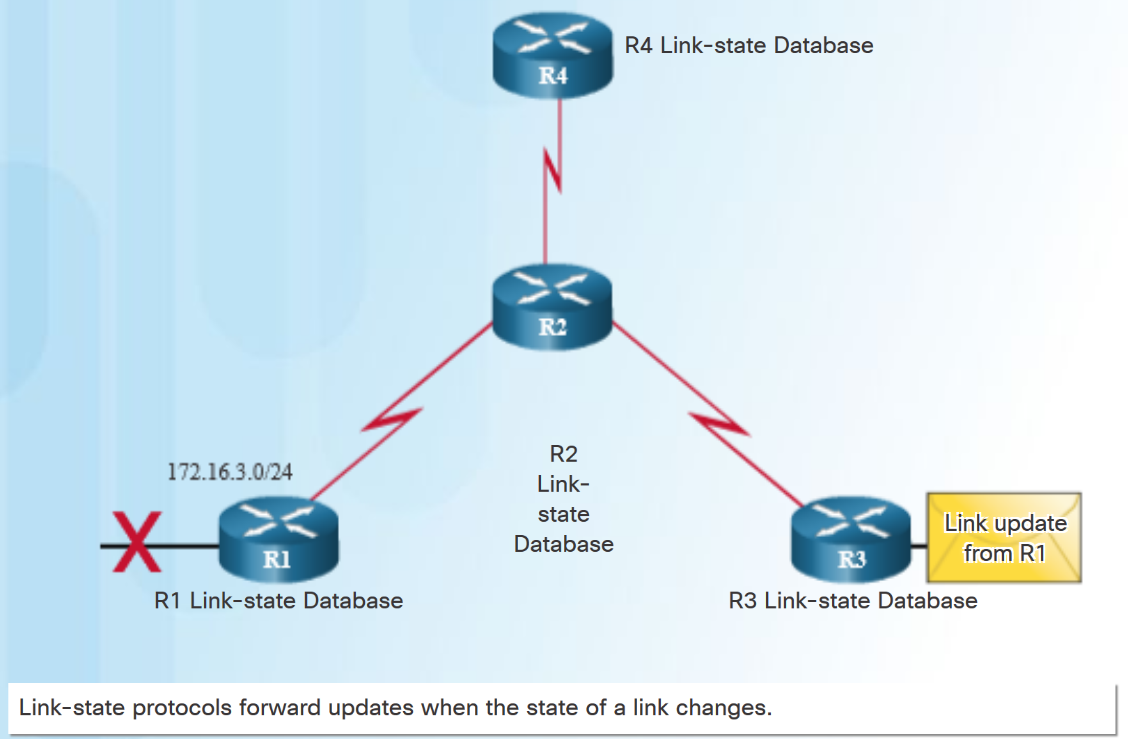 R4
R4 Link-state Database
R2
172.16.3.0/24
R2
Link-
state
Database
R1
R3
Link update
from R1
R1 Link-state Database
R3 Link-state Database
Link-state protocols forward updates when the state of a link changes.